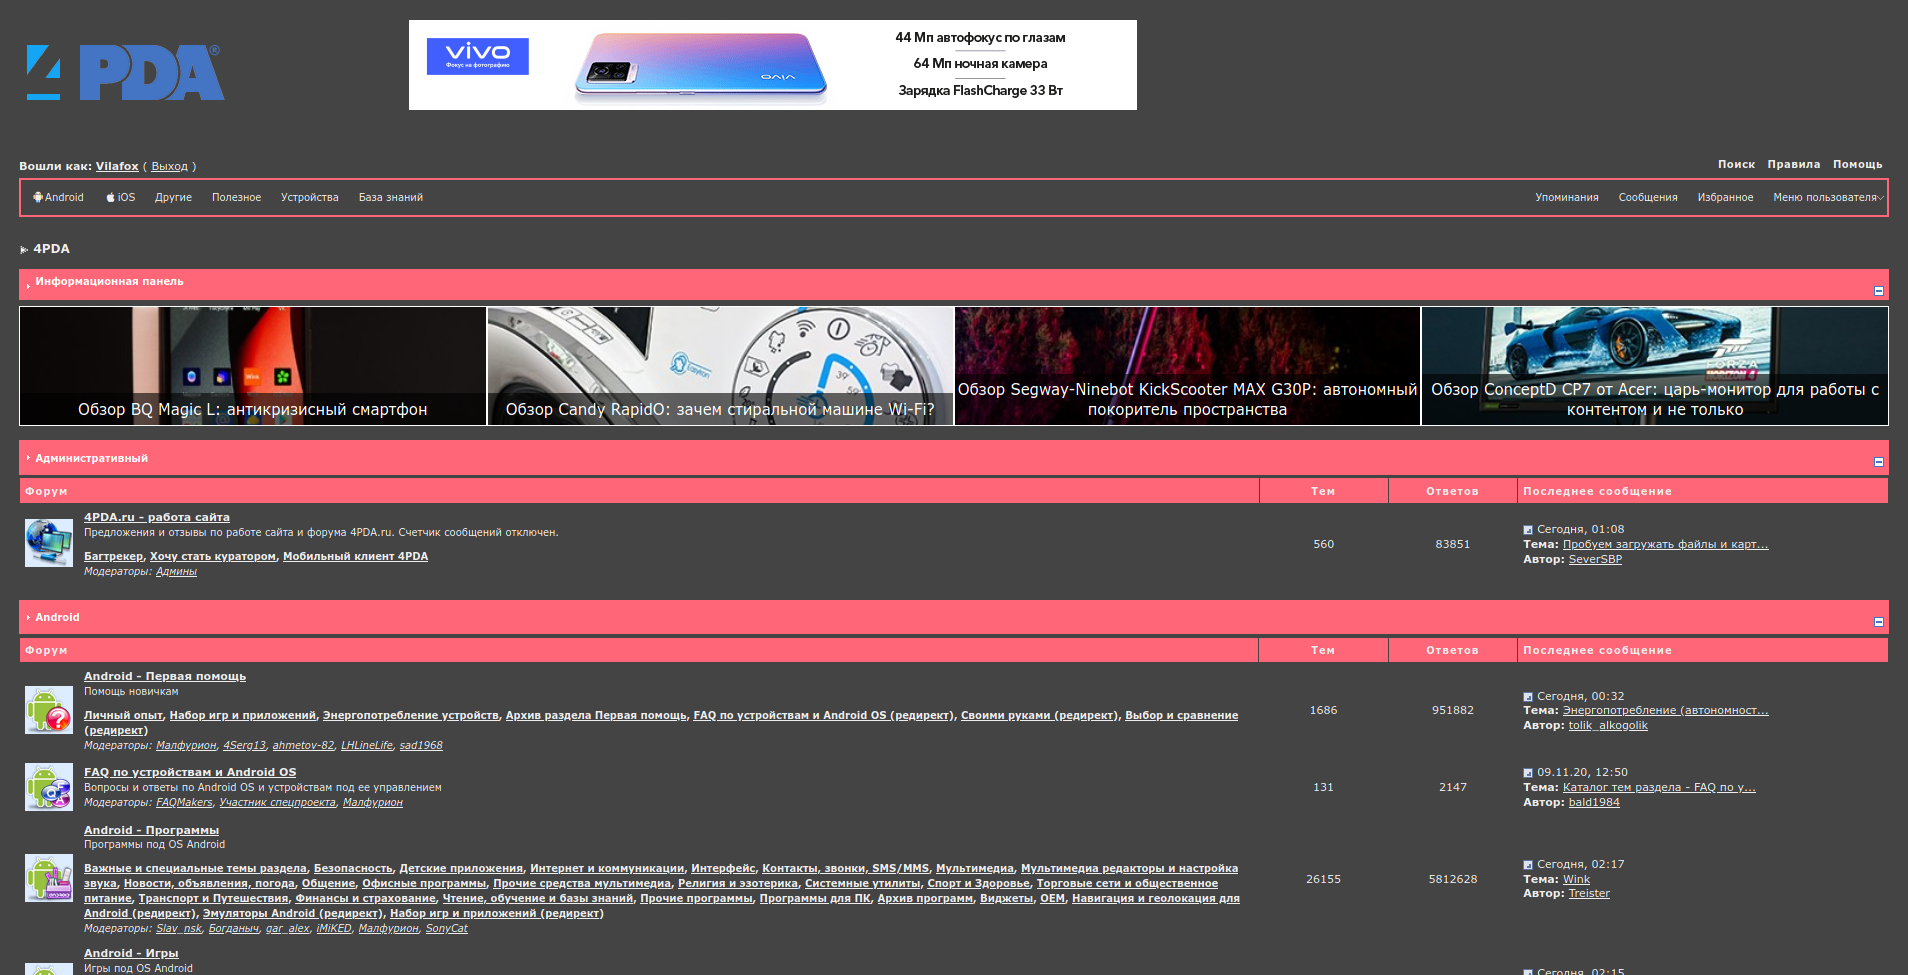 4PDA®
vivo
Фокус на фотографию
vivo
44 Мп автофокус по глазам
64 Мп ночная камера
Зарядка FlashCharge 33 Вт
Вошли как: Vilafox ( Выход )
Поиск Правила Помощь
Android iOS Другие Полезное Устройства База знаний
Упоминания Сообщения Избранное Меню пользователя
4PDA
Информационная панель
Обзор BQ Magic L: антикризисный смартфон
Обзор Candy RapidO: зачем стиральной машине Wi-Fi?
Обзор Segway-Ninebot KickScooter MAX G30P: автономный
покоритель пространства
Обзор ConceptD CP7 от Acer: царь-монитор для работы с
контентом и не только
Административный
Форум Тем Ответов Последнее сообщение
4PDA.ru - работа сайта
Предложения и отзывы по работе сайта и форума 4PDA.ru. Счетчик сообщений отключен.
Багтрекер, Хочу стать куратором, Мобильный клиент 4PDA
Модераторы: Админы
560
83851
Сегодня, 01:08
Тема: Пробуем загружать файлы и карт...
Автор: SeverSBP
Android
Форум Тем Ответов Последнее сообщение
Android - Первая помощь
Помощь новичкам
Личный опыт, Набор игр и приложений, Энергопотребление устройств, Архив раздела Первая помощь, FAQ по устройствам и Android OS (редирект), Своими руками (редирект), Выбор и сравнение
(редирект)
Модераторы: Малфурион, 4Serg13, ahmetov-82, LHLineLife, sad1968
1686
951882
Сегодня, 00:32
Тема: Энергопотребление (автономност...
Автор: tolik_alkogolik
FAQ по устройствам и Android OS
Вопросы и ответы по Android OS и устройствам под ее управлением
Модераторы: FAQMakers, Участник спецпроекта, Малфурион
131
2147
09.11.20, 12:50
Тема: Каталог тем раздела - FAQ по у...
Автор: bald1984
Android - Программы
Программы под OS Android
Важные и специальные темы раздела, Безопасность, Детские приложения, Интернет и коммуникации, Интерфейс, Контакты, звонки, SMS/MMS, Мультимедиа, Мультимедиа редакторы и настройка
звука, Новости, объявления, погода, Общение, Офисные программы, Прочие средства мультимедиа, Религия и эзотерика, Системные утилиты, Спорт и Здоровье, Торговые сети и общественное
питание, Транспорт и Путешествия, Финансы и страхование, Чтение, обучение и базы знаний, Прочие программы, Программы для ПК, Архив программ, Виджеты, OEM, Навигация и геолокация для
Android (редирект), Эмуляторы Android (редирект), Набор игр и приложений (редирект)
Модераторы: Slav_nsk, Богданыч, gar_alex, iMiKED, Малфурион, SonyCat
26155
5812628
Сегодня, 02:17
Тема: Wink
Автор: Treister
Android - Игры
Игры под OS Android
Сегодня, 02:15